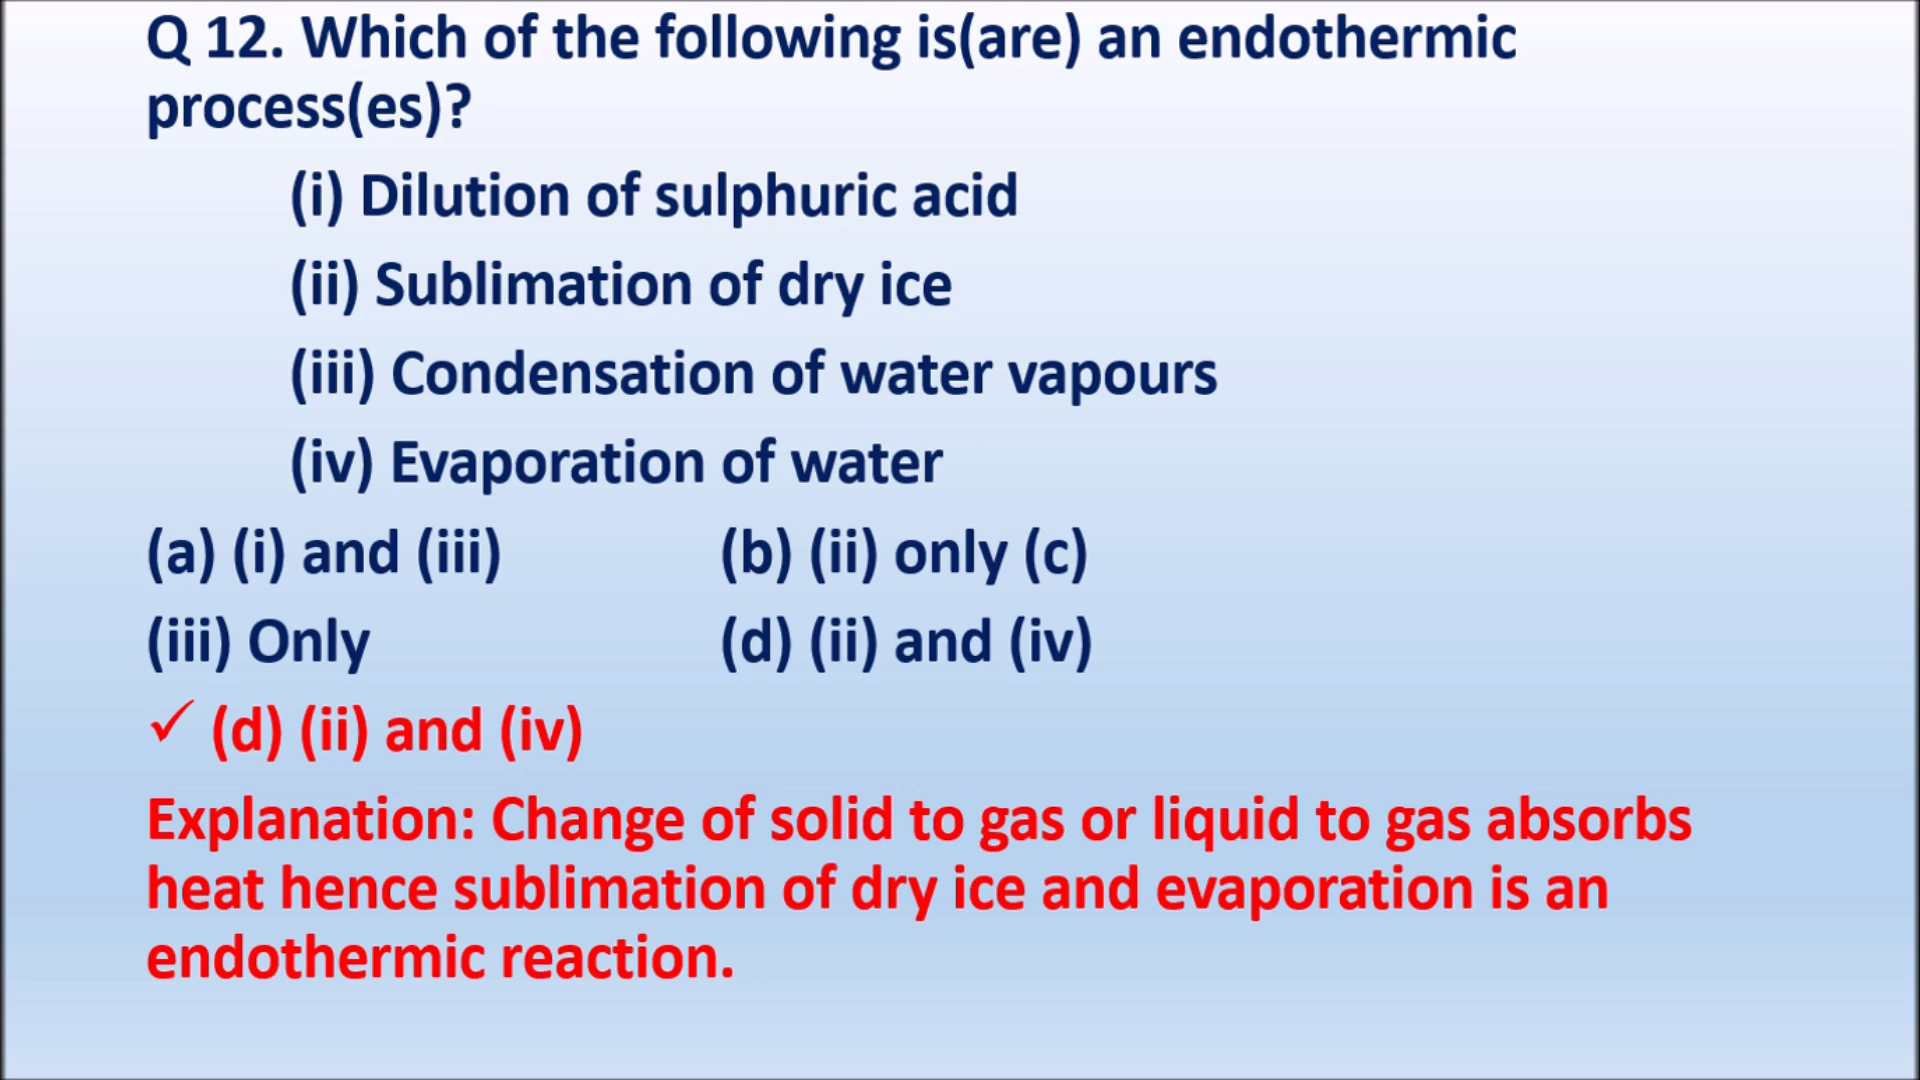 Q 12. Which of the following is(are) an endothermic
process(es)?
(i) Dilution of sulphuric acid
(ii) Sublimation of dry ice
(iii) Condensation of water vapours
(iv) Evaporation of water
(a) (i) and (iii) (b) (ii) only (c)
(iii) Only (d) (ii) and (iv)
✓ (d) (ii) and (iv)
Explanation: Change of solid to gas or liquid to gas absorbs
heat hence sublimation of dry ice and evaporation is an
endothermic reaction.